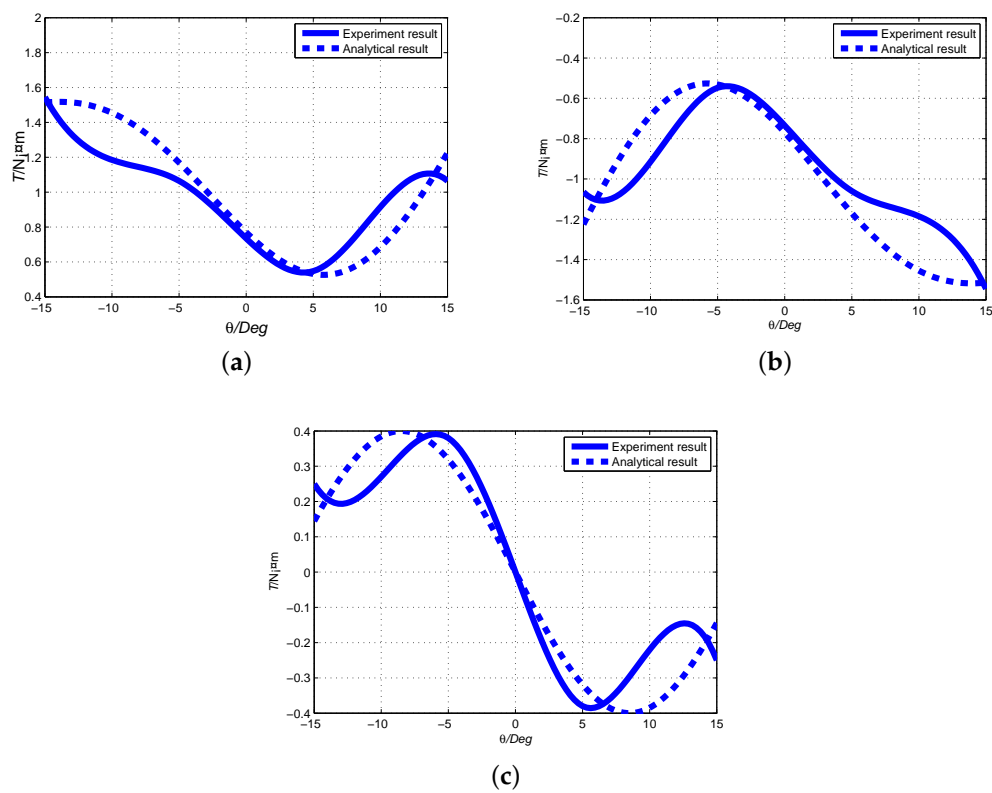 2
1.8
1.6
1.4
1.2
1
0.8
0.6
0.4
T/N¡¤m
Experiment result
Analytical result
−15 −10 −5 0 5 10 15
θ/Deg
(a)
−0.2
−0.4
−0.6
−0.8
−1
−1.2
−1.4
−1.6
T/N¡¤m
Experiment result
Analytical result
−15 −10 −5 0 5 10 15
θ/Deg
(b)
0.4
0.3
0.2
0.1
0
−0.1
−0.2
−0.3
−0.4
T/N¡¤m
Experiment result
Analytical result
−15 −10 −5 0 5 10 15
θ/Deg
(c)